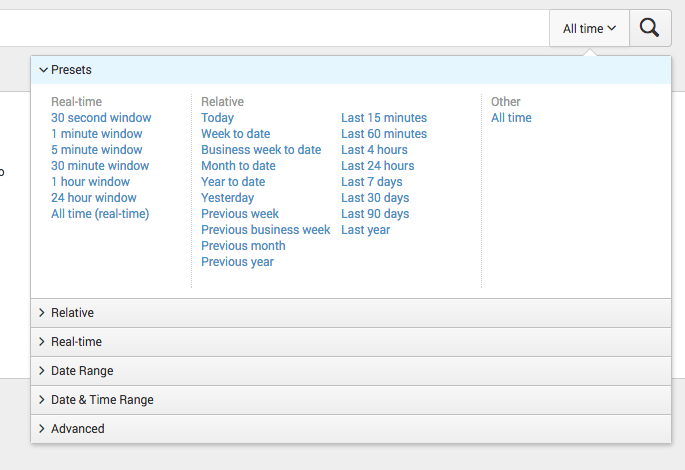 All time
Presets
Real-time
30 second window
1 minute window
5 minute window
30 minute window
1 hour window
24 hour window
All time (real-time)
Relative
Today
Week to date
Business week to date
Month to date
Year to date
Yesterday
Previous week
Previous business week
Previous month
Previous year
Last 15 minutes
Last 60 minutes
Last 4 hours
Last 24 hours
Last 7 days
Last 30 days
Last 90 days
Last year
Other
All time
o
Relative
Real-time
Date Range
Date & Time Range
Advanced